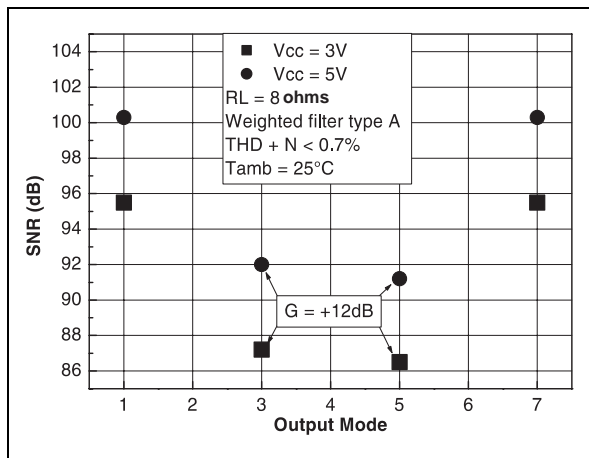 104
102
100
98
96
94
92
90
88
86
SNR (dB)
Vcc = 3V
Vcc = 5V
RL = 8 ohms
Weighted filter type A
THD + N < 0.7%
Tamb = 25°C
G = +12dB
1 2 3 4 5 6 7
Output Mode